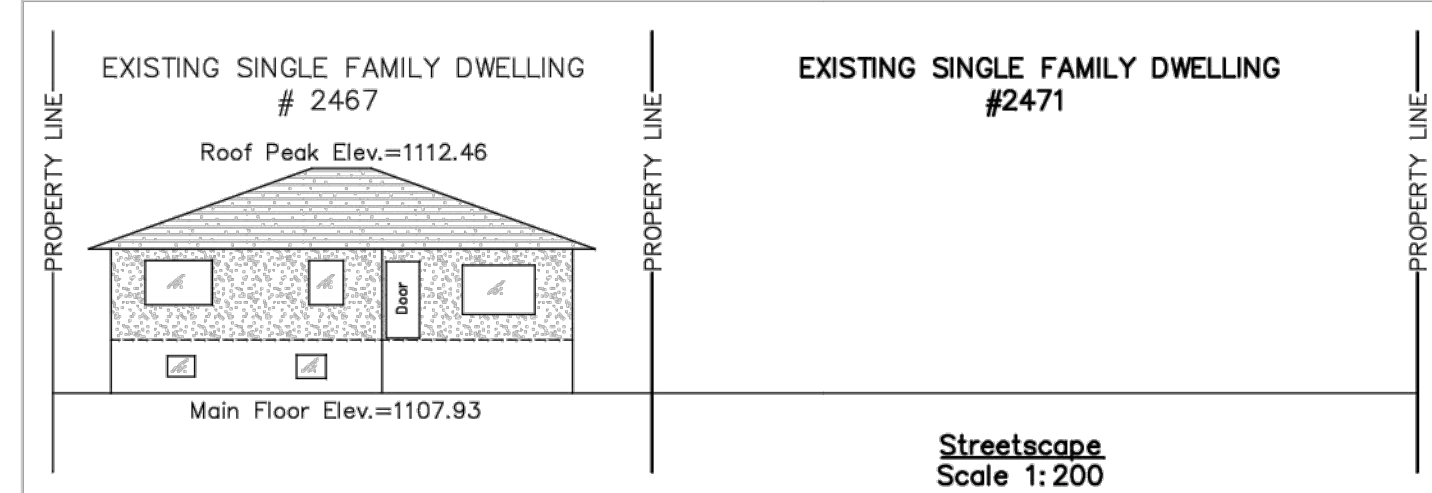 EXISTING SINGLE FAMILY DWELLING
# 2467
Roof Peak Elev.=1112.46
Door
Main Floor Elev.=1107.93
PROPERTY LINE
PROPERTY LINE
EXISTING SINGLE FAMILY DWELLING
#2471
PROPERTY LINE
Streetscape
Scale 1:200